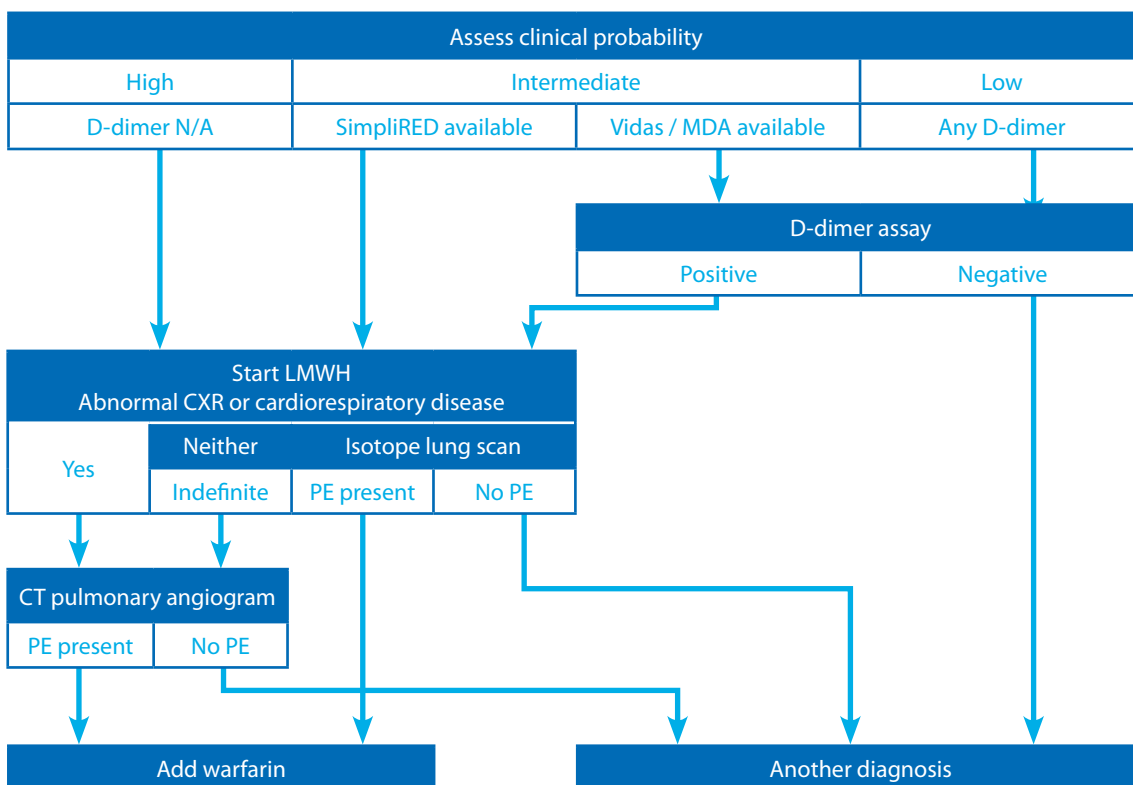 Assess clinical probability
High
Intermediate
Low
D-dimer N/A
SimpliRED available
Vidas / MDA available
Any D-dimer
D-dimer assay
Positive
Negative
Start LMWH
Abnormal CXR or cardiorespiratory disease
Yes
Neither
Isotope lung scan
Indefinite
PE present
No PE
CT pulmonary angiogram
PE present
No PE
Add warfarin
Another diagnosis